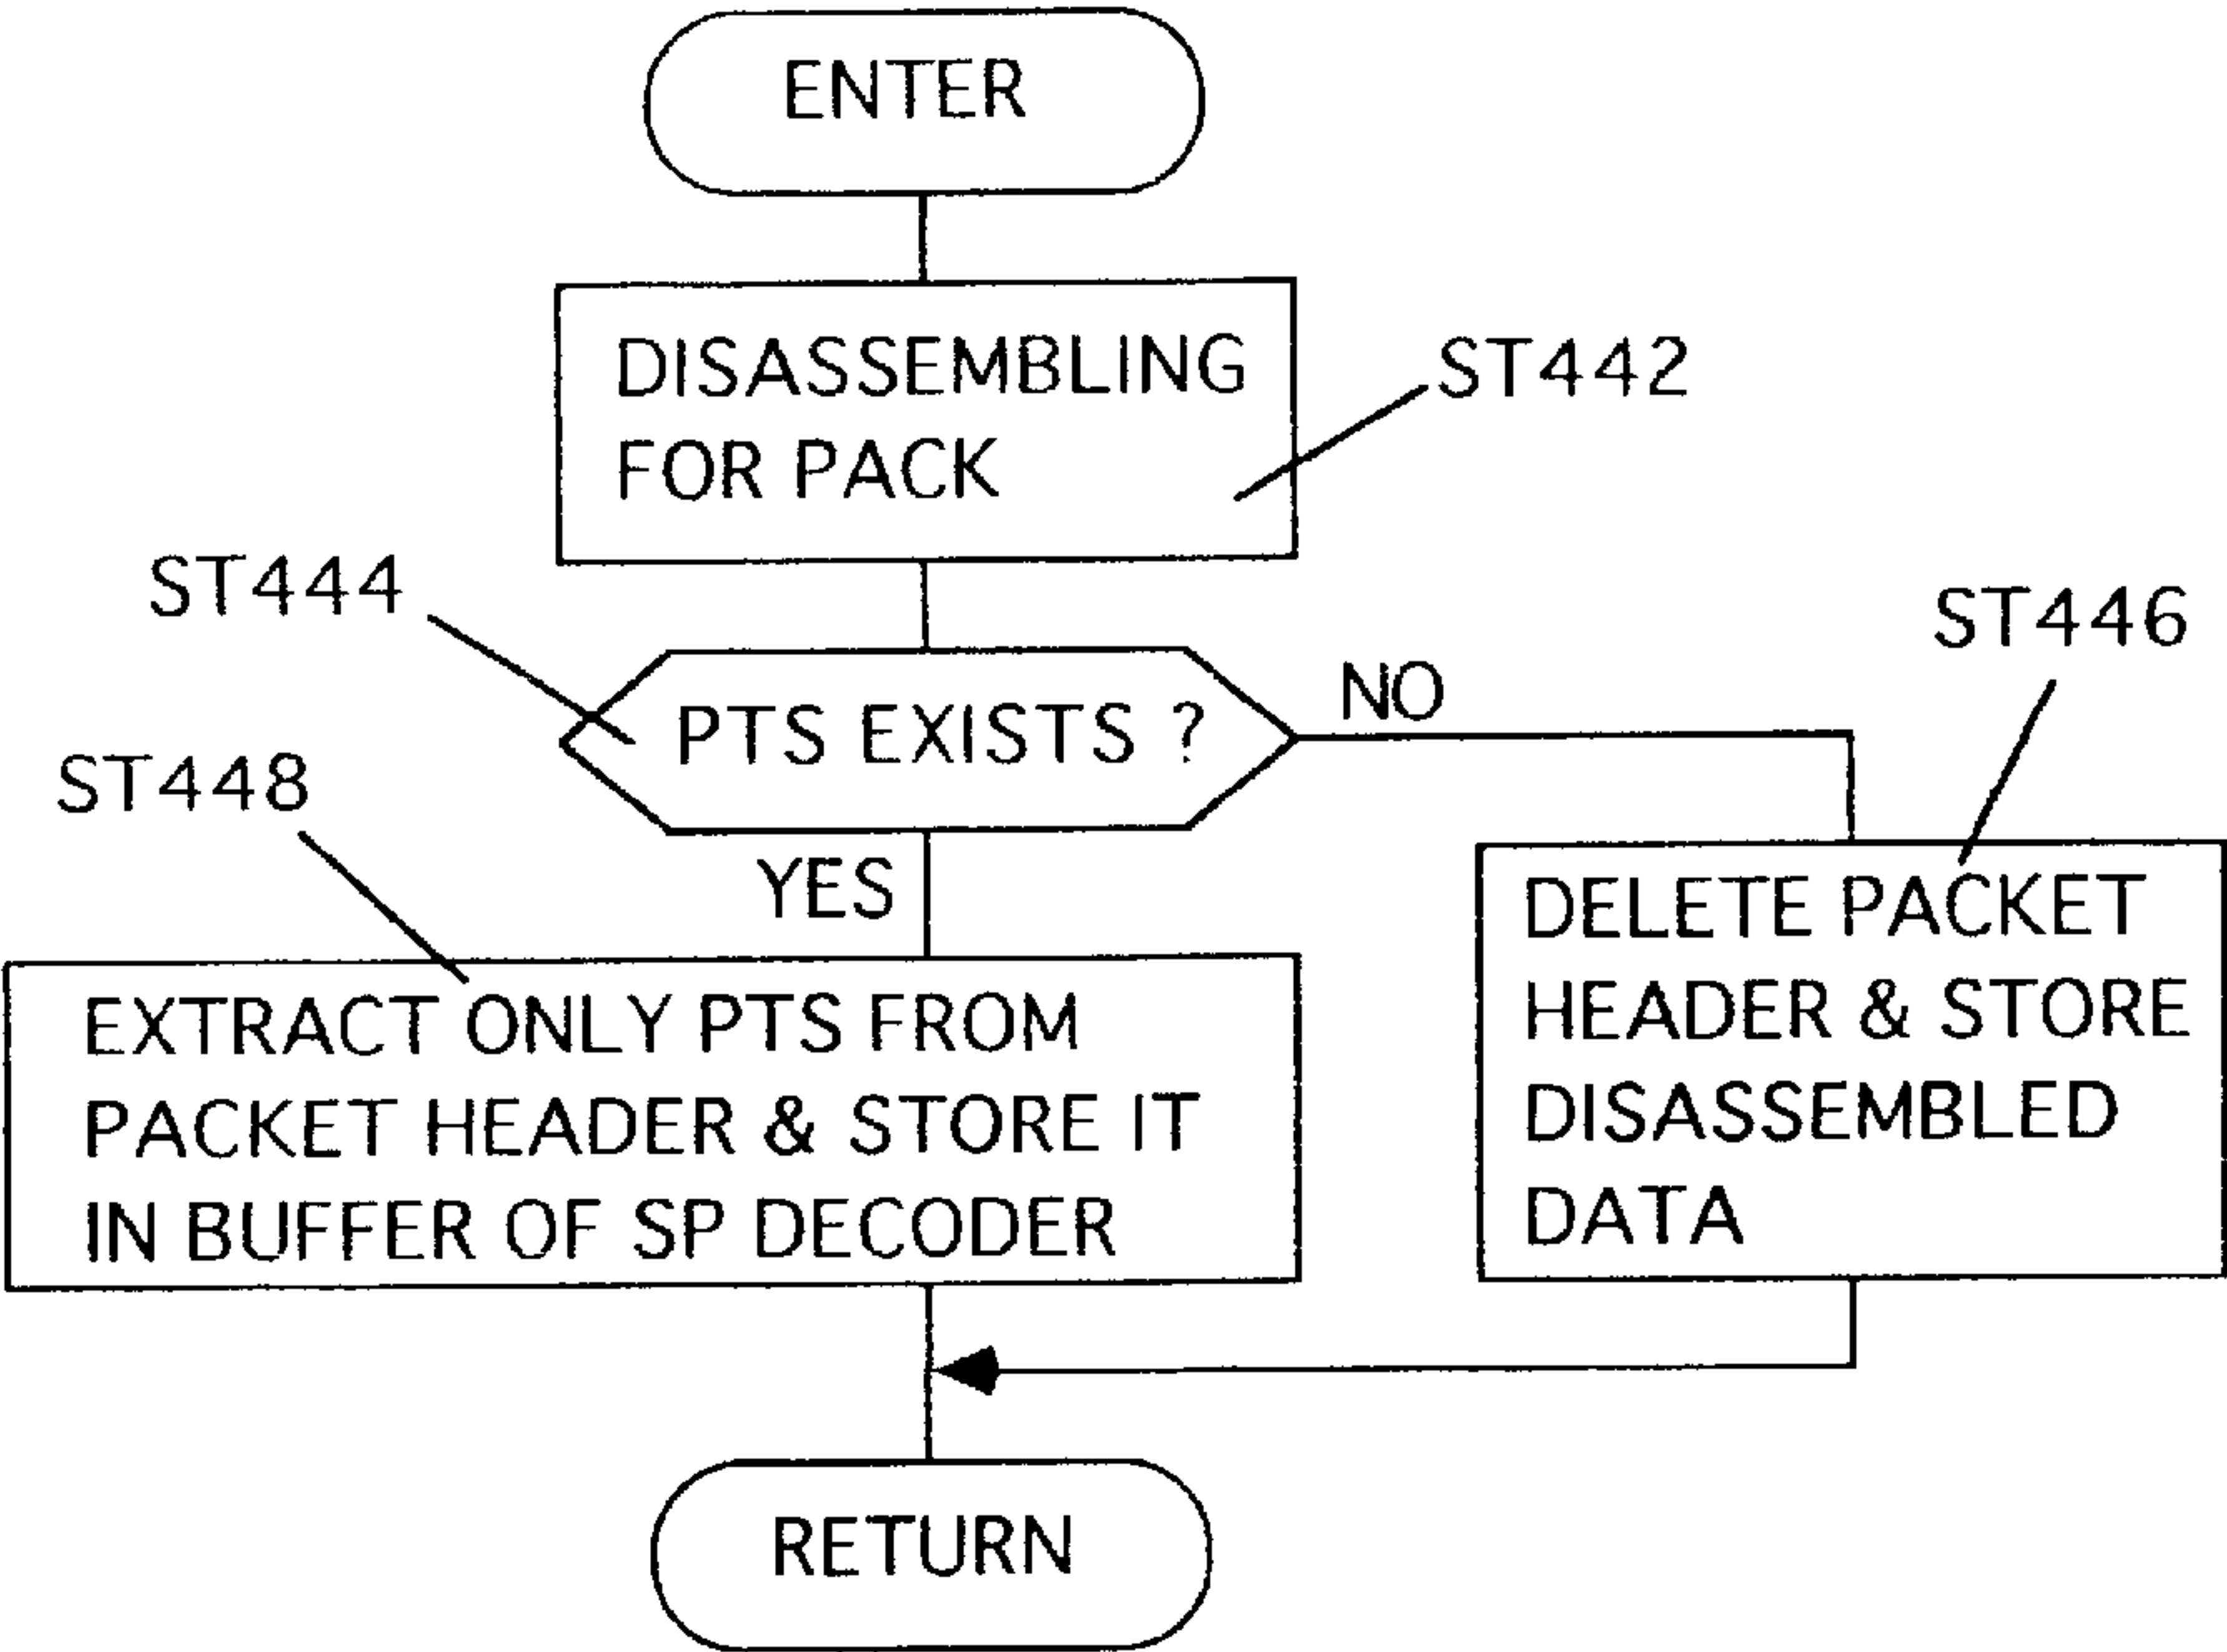 ENTER
DISASSEMBLING
FOR PACK
ST442
ST444
PTS EXISTS ?
NO
ST446
ST448
YES
EXTRACT ONLY PTS FROM
PACKET HEADER & STORE IT
IN BUFFER OF SP DECODER
DELETE PACKET
HEADER & STORE
DISASSEMBLED
DATA
RETURN